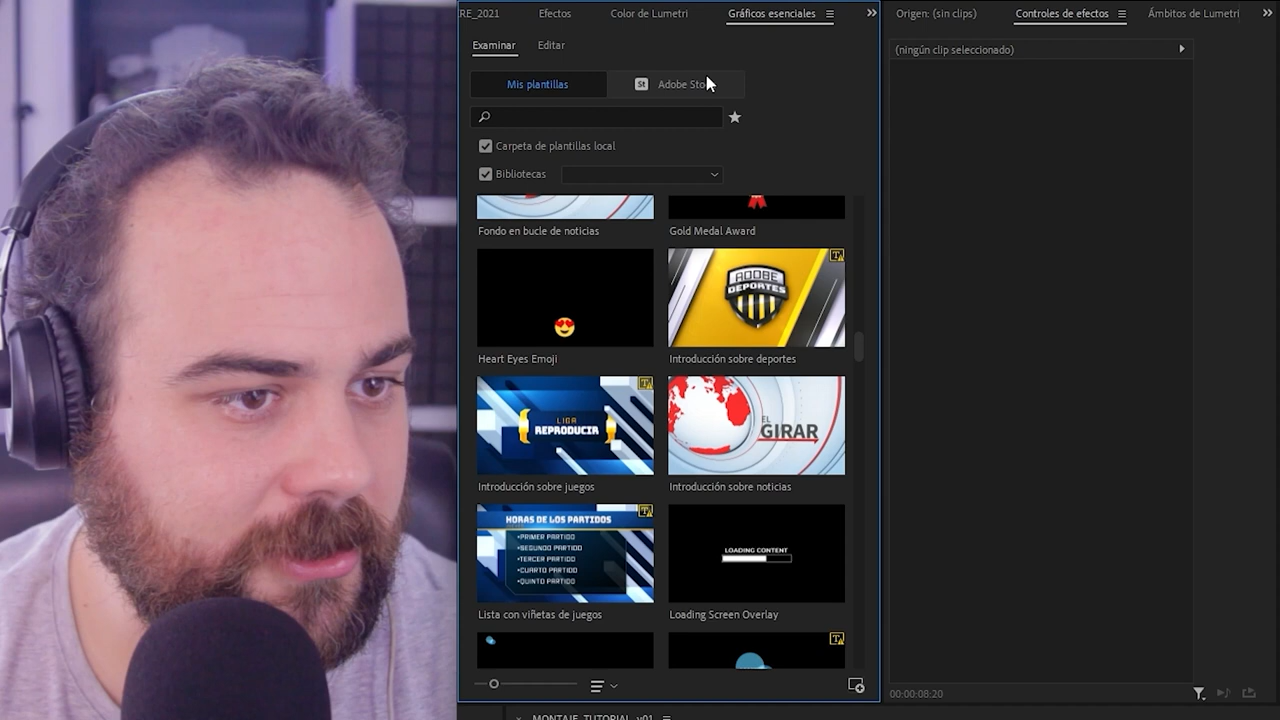 RE_2021
Efectos
Color de Lumetri
Gráficos esenciales
Origen: (sin clips)
Controles de efectos
Ámbitos de Lumetri
Examinar
Editar
(ningún clip seleccionado)
Mis plantillas
St
Adobe Sto
Carpeta de plantillas local
Bibliotecas
Fondo en bucle de noticias
Gold Medal Award
ADOBE
DEPORTES
Heart Eyes Emoji
Introducción sobre deportes
LIGA
REPRODUCIR
EL
GIRAR
Introducción sobre juegos
Introducción sobre noticias
HORAS DE LOS PARTIDOS
•PRIMER PARTIDO
•SEGUNDO PARTIDO
•TERCER PARTIDO
•CUARTO PARTIDO
•QUINTO PARTIDO
LOADING CONTENT
Lista con viñetas de juegos
Loading Screen Overlay
00:00:08:20
× MONTAJE_TUTORIAL_v01